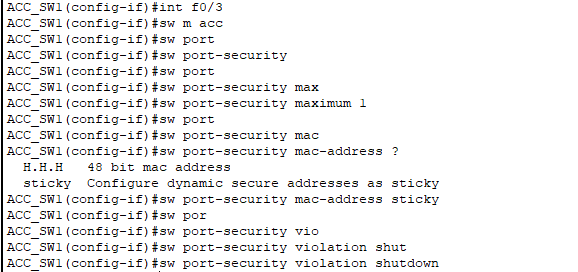 ACC_SW1(config-if)#int f0/3
ACC_SW1(config-if)#sw m acc
ACC_SW1(config-if)#sw port
ACC_SW1(config-if)#sw port-security
ACC_SW1(config-if)#sw port
ACC_SW1(config-if)#sw port-security max
ACC_SW1(config-if)#sw port-security maximum 1
ACC_SW1(config-if)#sw port
ACC_SW1(config-if)#sw port-security mac
ACC_SW1(config-if)#sw port-security mac-address ?
H.H.H 48 bit mac address
sticky Configure dynamic secure addresses as sticky
ACC_SW1(config-if)#sw port-security mac-address sticky
ACC_SW1(config-if)#sw por
ACC_SW1(config-if)#sw port-security vio
ACC_SW1(config-if)#sw port-security violation shut
ACC_SW1(config-if)#sw port-security violation shutdown